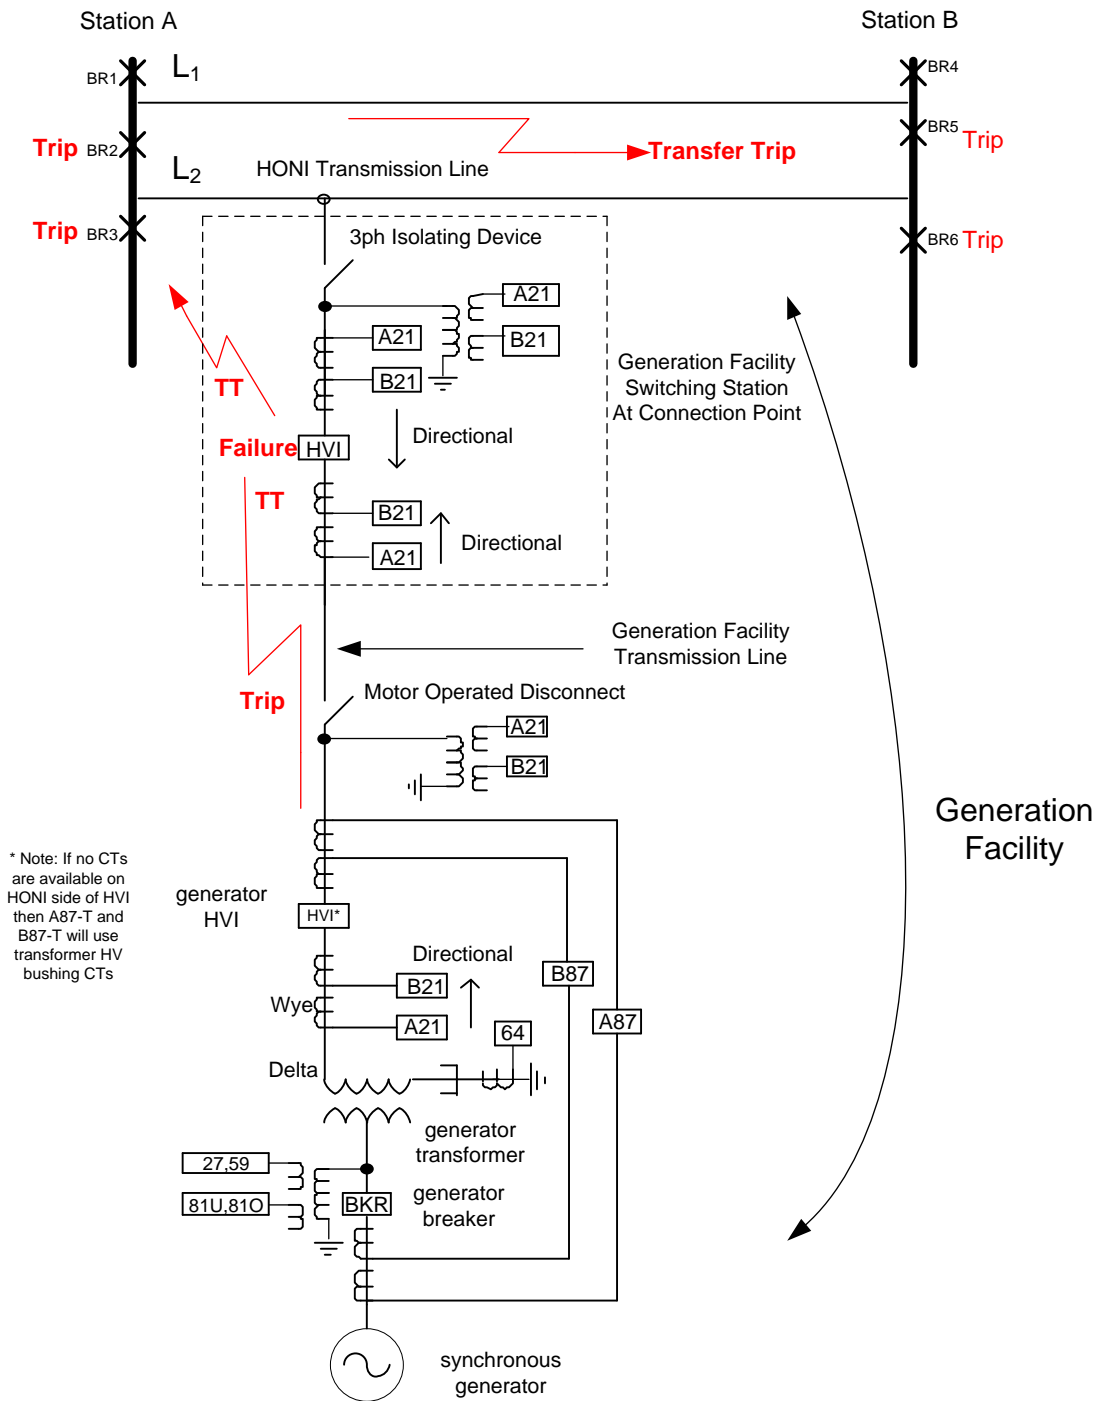 Station A
Station B
BR1
L1
BR4
Trip BR2
BR5 Trip
Transfer Trip
L2
HONI Transmission Line
Trip BR3
BR6 Trip
3ph Isolating Device
A21
A21
B21
B21
TT
Generation Facility
Switching Station
At Connection Point
Directional
Failure
HVI
TT
B21
Directional
A21
Generation Facility
Transmission Line
Trip
Motor Operated Disconnect
A21
B21
Generation
Facility
* Note: If no CTs
are available on
HONI side of HVI
then A87-T and
B87-T will use
transformer HV
bushing CTs
generator
HVI
HVI*
Directional
B21
B87
Wye
A21
64
A87
Delta
generator
transformer
27,59
81U,81O
BKR
generator
breaker
synchronous
generator